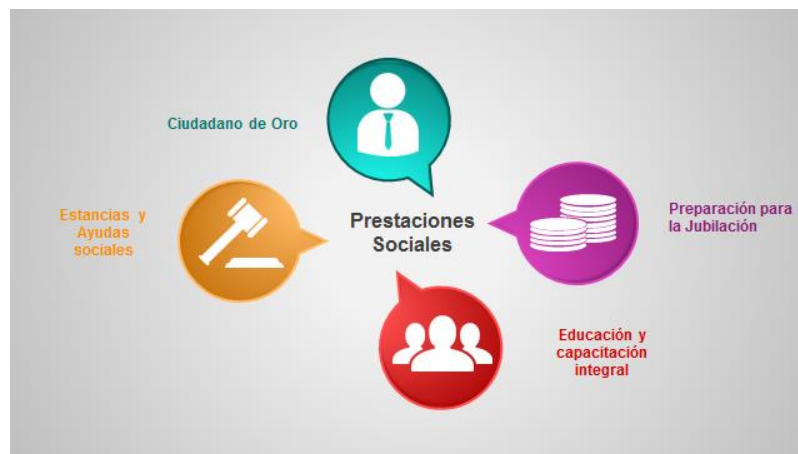 Ciudadano de Oro
Estancias y
Ayudas
sociales
Prestaciones
Sociales
Preparación para
la Jubilación
Educación y
capacitación
integral